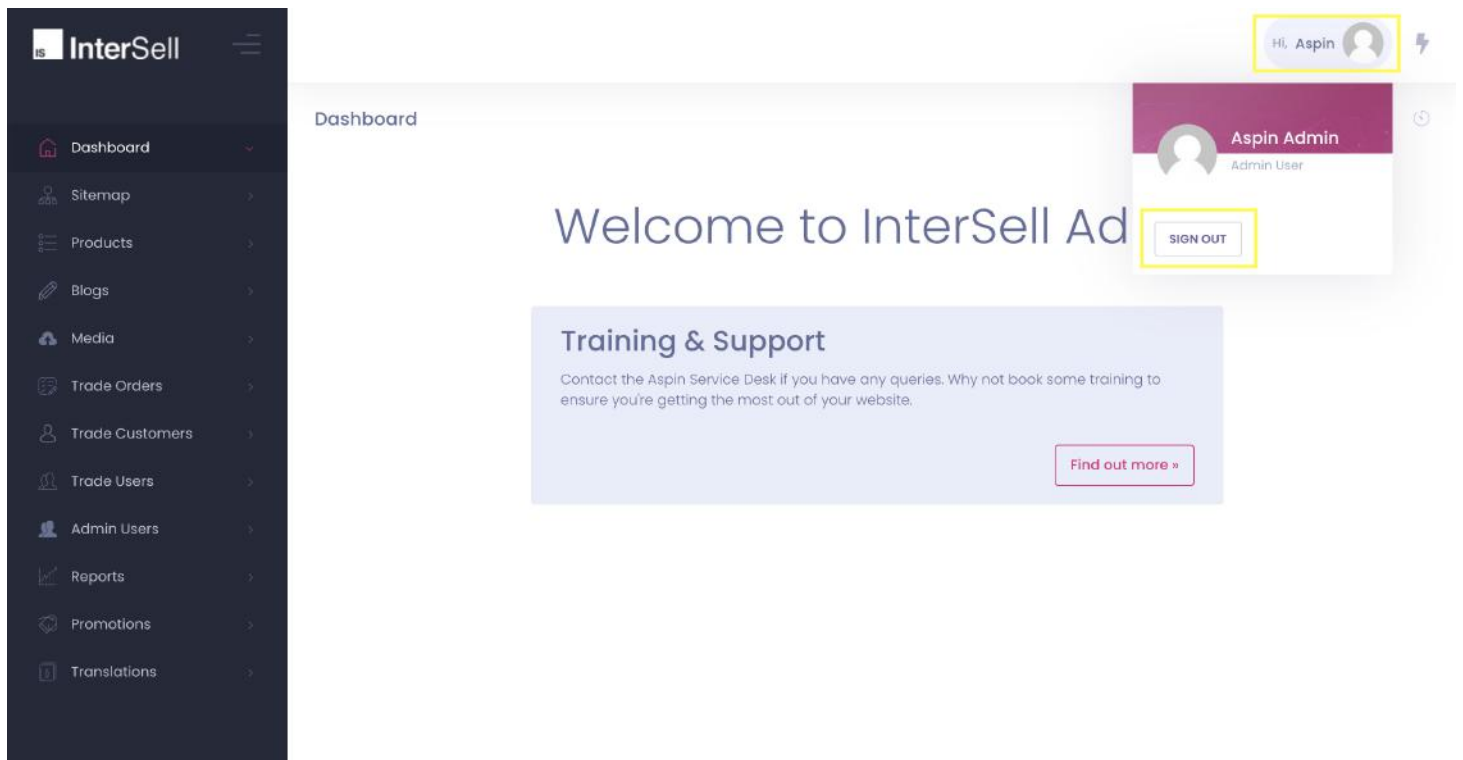 IS InterSell
Hi, Aspin
Dashboard
Sitemap
Products
Blogs
Media
Trade Orders
Trade Customers
Trade Users
Admin Users
Reports
Promotions
Translations
Dashboard
Aspin Admin
Admin User
SIGN OUT
Welcome to InterSell Ad
Training & Support
Contact the Aspin Service Desk if you have any queries. Why not book some training to
ensure you're getting the most out of your website.
Find out more »